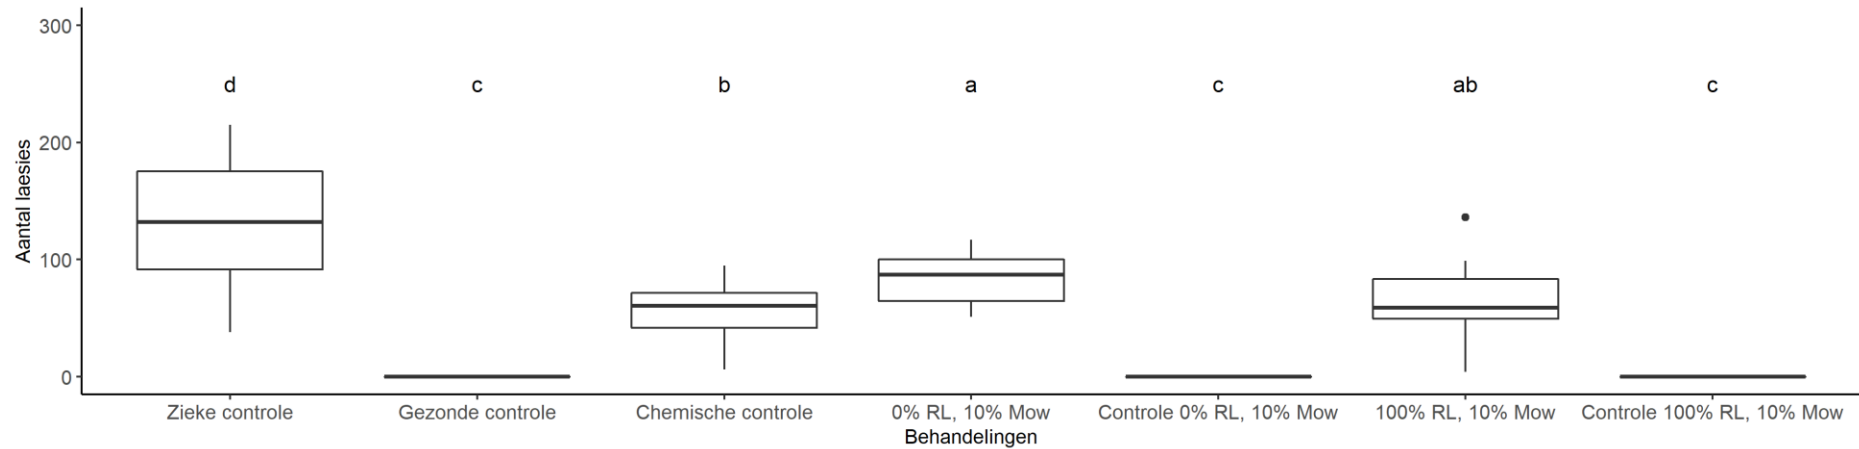 300
d c b a c ab c
200
Aantal laesies
100
0
Zieke controle Gezonde controle Chemische controle 0% RL, 10% Mow Controle 0% RL, 10% Mow 100% RL, 10% Mow Controle 100% RL, 10% Mow
Behandelingen